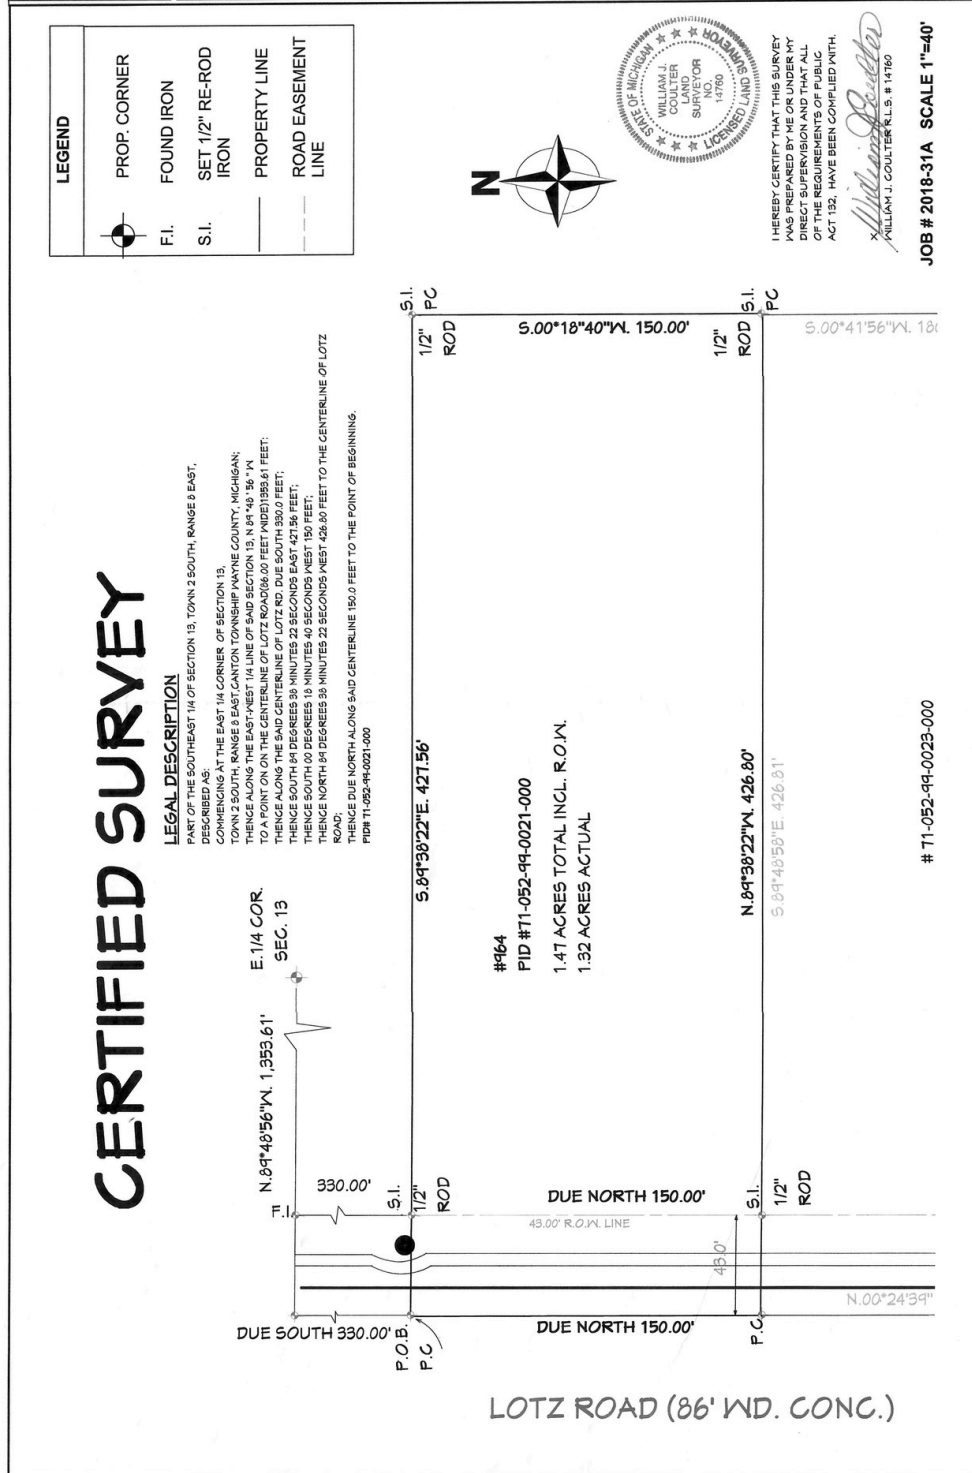 CERTIFIED SURVEY
LEGAL DESCRIPTION
PART OF THE SOUTHEAST 1/4 OF SECTION 13, TOWN 2 SOUTH, RANGE 8 EAST,
DESCRIBED AS:
COMMENCING AT THE EAST 1/4 CORNER OF SECTION 13,
TOWN 2 SOUTH, RANGE 8 EAST, CANTON TOWNSHIP WAYNE COUNTY, MICHIGAN;
THENCE ALONG THE EAST-WEST 1/4 LINE OF SAID SECTION 13, N 89 °48 ' 56 " W
TO A POINT ON ON THE CENTERLINE OF LOTZ ROAD(86.00 FEET WIDE)1353.61 FEET;
THENCE ALONG THE SAID CENTERLINE OF LOTZ RD. DUE SOUTH 330.0 FEET;
THENCE SOUTH 89 DEGREES 38 MINUTES 22 SECONDS EAST 427.56 FEET;
THENCE SOUTH 00 DEGREES 18 MINUTES 40 SECONDS WEST 150 FEET;
THENCE NORTH 89 DEGREES 38 MINUTES 22 SECONDS WEST 426.80 FEET TO THE CENTERLINE OF LOTZ
ROAD;
THENCE DUE NORTH ALONG SAID CENTERLINE 150.0 FEET TO THE POINT OF BEGINNING.
PID# 71-052-99-0021-000
LEGEND
PROP. CORNER
F.I. FOUND IRON
S.I. SET 1/2" RE-ROD
IRON
PROPERTY LINE
ROAD EASEMENT
LINE
N
N.89°48'56"W. 1,353.61'
E.1/4 COR.
SEC. 13
F.I.
330.00'
DUE SOUTH 330.00'
P.O.B.
P.C
S.I.
1/2"
ROD
S.89°38'22"E. 427.56'
S.I.
PC
1/2"
ROD
#964
PID #71-052-99-0021-000
1.47 ACRES TOTAL INCL. R.O.W.
1.32 ACRES ACTUAL
S.00°18'40"W. 150.00'
DUE NORTH 150.00'
43.00' R.O.W. LINE
DUE NORTH 150.00'
43.0'
N.89°38'22"W. 426.80'
S.89°48'58"E. 426.81'
P.C.
S.I.
1/2"
ROD
S.I.
PC
1/2"
ROD
S.00°41'56"W. 18
N.00°24'39"
# 71-052-99-0023-000
LOTZ ROAD (86' WD. CONC.)
STATE OF MICHIGAN
WILLIAM J.
COULTER
LAND
SURVEYOR
NO.
14760
LICENSED LAND SURVEYOR
I HEREBY CERTIFY THAT THIS SURVEY
WAS PREPARED BY ME OR UNDER MY
DIRECT SUPERVISION AND THAT ALL
OF THE REQUIREMENTS OF PUBLIC
ACT 132, HAVE BEEN COMPLIED WITH.
X William J Coulter
WILLIAM J. COULTER R.L.S. # 14760
JOB # 2018-31A SCALE 1"=40'